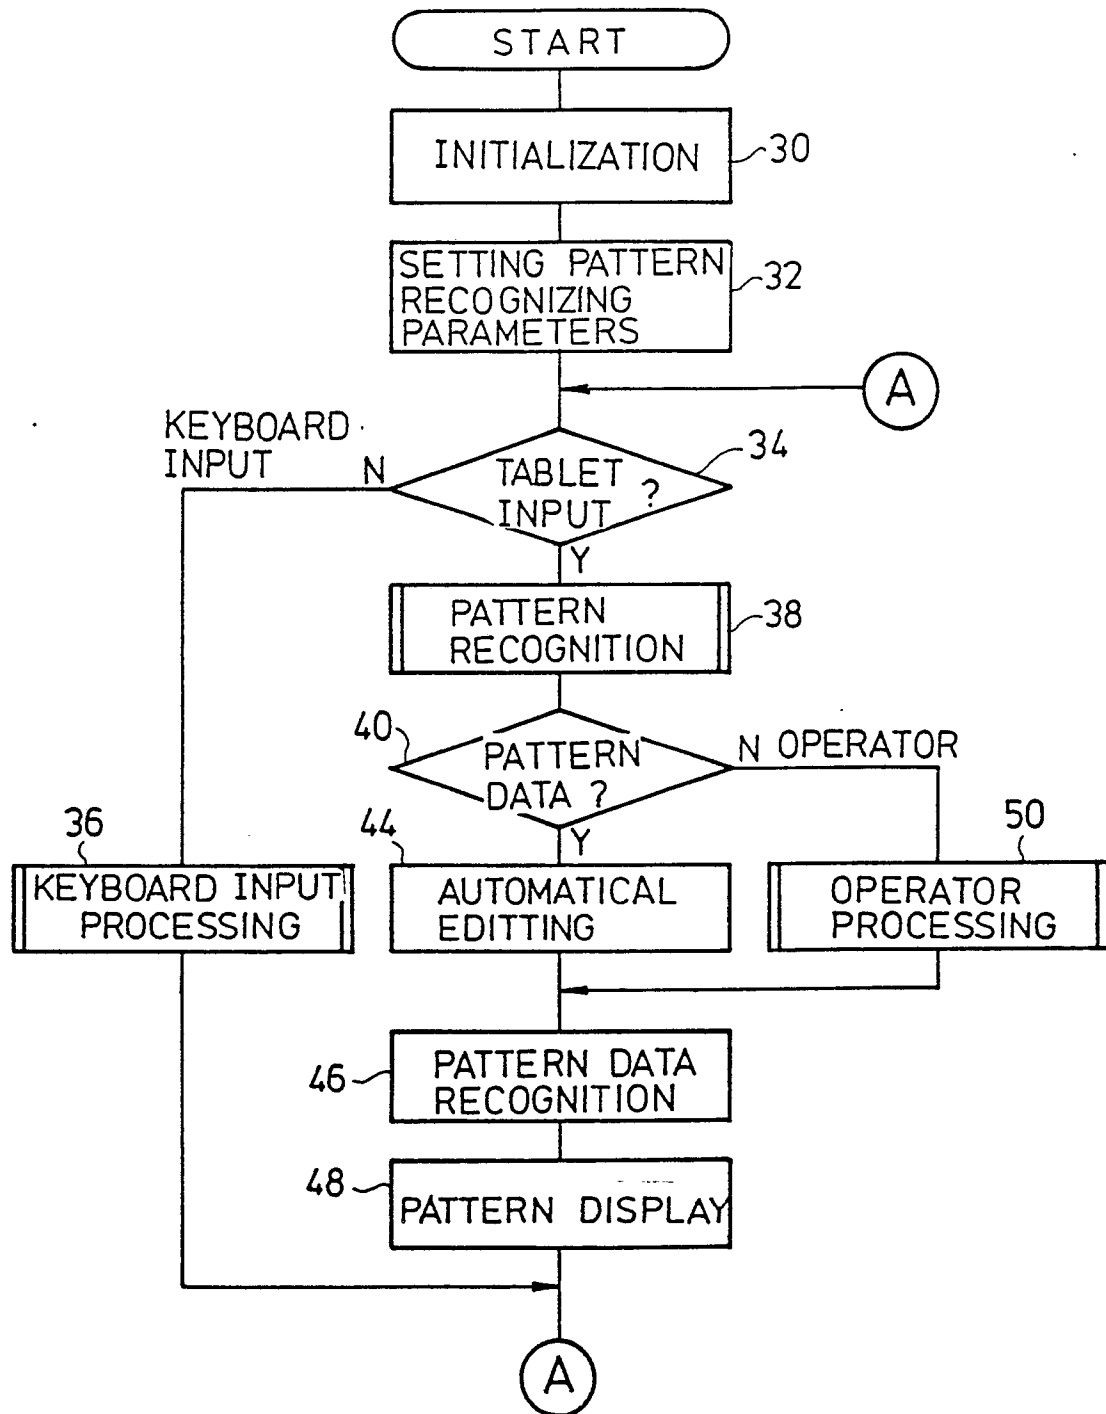 START
INITIALIZATION
30
SETTING PATTERN
RECOGNIZING
PARAMETERS
32
A
KEYBOARD
INPUT
N
TABLET
INPUT ?
34
Y
PATTERN
RECOGNITION
38
40
PATTERN
DATA ?
N OPERATOR
Y
36
KEYBOARD INPUT
PROCESSING
44
AUTOMATICAL
EDITTING
50
OPERATOR
PROCESSING
46
PATTERN DATA
RECOGNITION
48
PATTERN DISPLAY
A